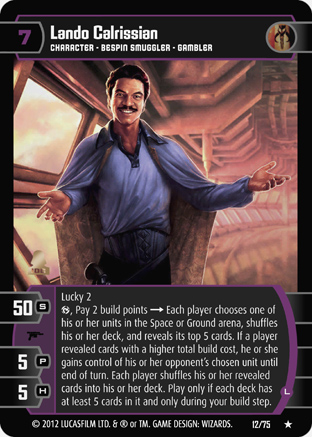 7
Lando Calrissian
CHARACTER • BESPIN SMUGGLER • GAMBLER
50 S
5 P
5 H
Lucky 2
, Pay 2 build points → Each player chooses one of
his or her units in the Space or Ground arena, shuffles
his or her deck, and reveals its top 5 cards. If a player
revealed cards with a higher total build cost, he or she
gains control of his or her opponent's chosen unit until
end of turn. Each player shuffles his or her revealed
cards into his or her deck. Play only if each deck has
at least 5 cards in it and only during your build step.
L
© 2012 LUCASFILM LTD. & ® or TM. GAME DESIGN: WIZARDS. 12/75 ★